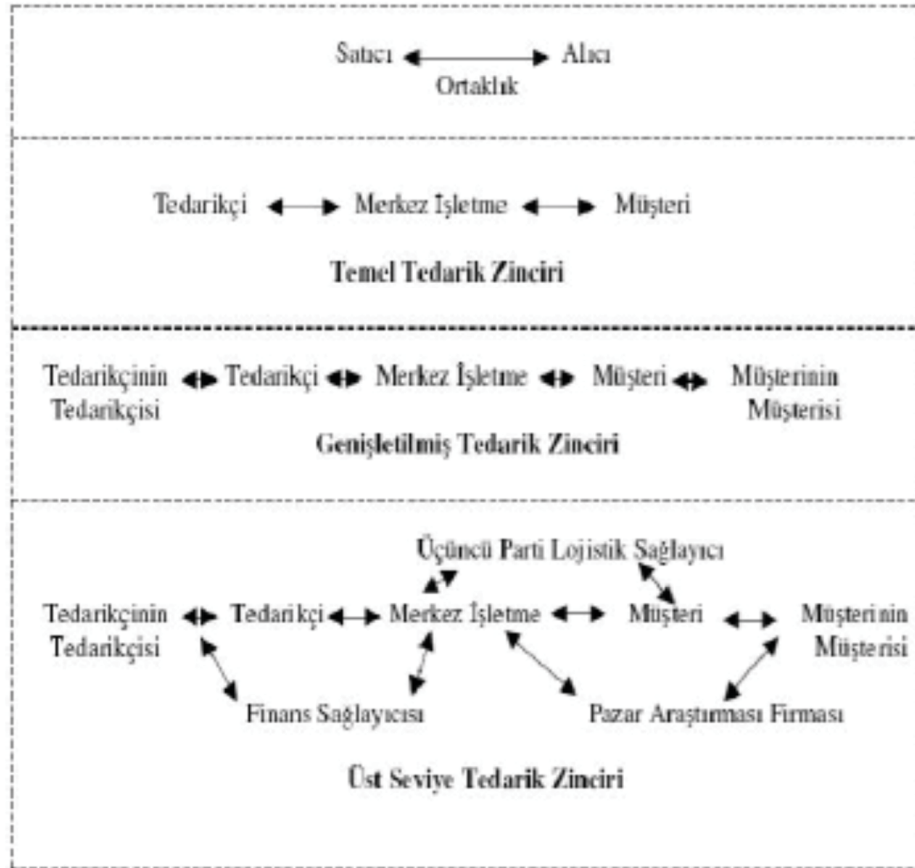 Satıcı Alıcı
Ortaklık
Tedarikçi Merkez İşletme Müşteri
Temel Tedarik Zinciri
Tedarikçinin Tedarikçi Merkez İşletme Müşteri Müşterinin
Tedarikçisi Müşterisi
Genişletilmiş Tedarik Zinciri
Üçüncü Parti Lojistik Sağlayıcı
Tedarikçinin Tedarikçi Merkez İşletme Müşteri Müşterinin
Tedarikçisi Müşterisi
Finans Sağlayıcısı Pazar Araştırması Firması
Üst Seviye Tedarik Zinciri